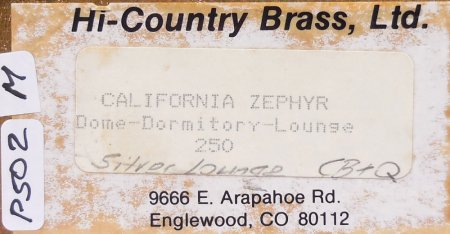 Hi-Country Brass, Ltd.
CALIFORNIA ZEPHYR
Dome-Dormitory-Lounge
250
Silver Lounge CB+Q
9666 E. Arapahoe Rd.
Englewood, CO 80112
M
P502